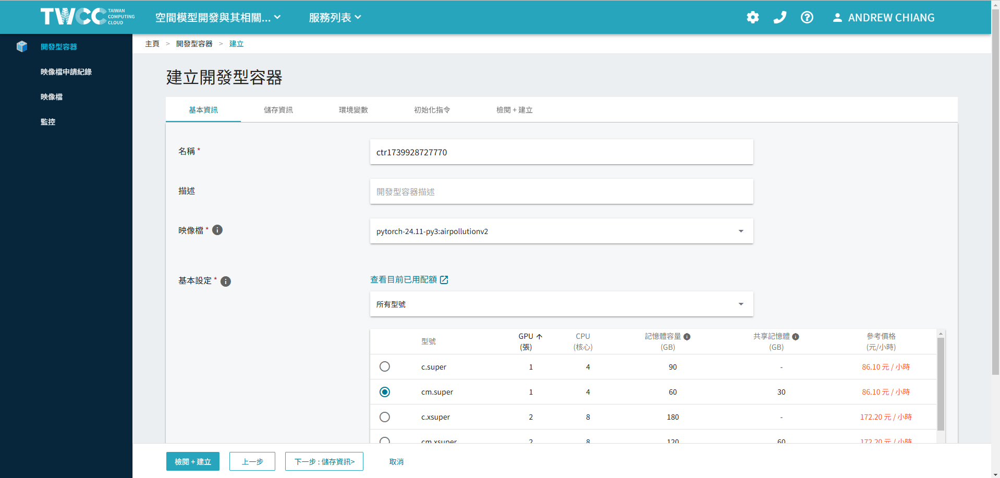 TWCC TAIWAN COMPUTING CLOUD
空間模型開發與其相關...
服務列表
ANDREW CHIANG
開發型容器
映像檔申請紀錄
映像檔
監控
主頁 > 開發型容器 > 建立
建立開發型容器
基本資訊 儲存資訊 環境變數 初始化指令 檢閱 + 建立
名稱 *
ctr1739928727770
描述
開發型容器描述
映像檔 *
pytorch-24.11-py3:airpollutionv2
基本設定 *
查看目前已用配額
所有型號
型號 GPU (張) CPU (核心) 記憶體容量 (GB) 共享記憶體 (GB) 參考價格 (元/小時)
c.super 1 4 90 - 86.10 元 / 小時
cm.super 1 4 60 30 86.10 元 / 小時
c.xsuper 2 8 180 - 172.20 元 / 小時
cm.xsuper 2 8 120 60 172.20 元 / 小時
檢閱 + 建立 上一步 下一步 : 儲存資訊> 取消